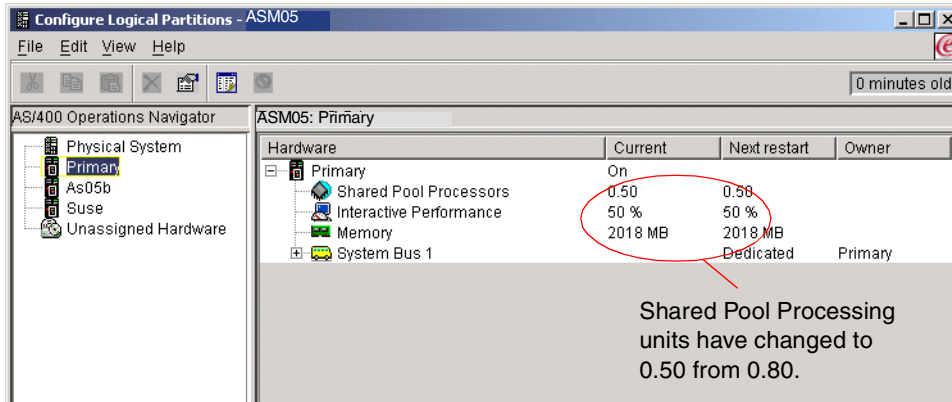 Configure Logical Partitions - ASM05
File Edit View Help
0 minutes old
AS/400 Operations Navigator
ASM05: Primary
Physical System
Primary
As05b
Suse
Unassigned Hardware
Hardware Current Next restart Owner
Primary On
Shared Pool Processors 0.50 0.50
Interactive Performance 50 % 50 %
Memory 2018 MB 2018 MB
System Bus 1 Dedicated Primary
Shared Pool Processing
units have changed to
0.50 from 0.80.